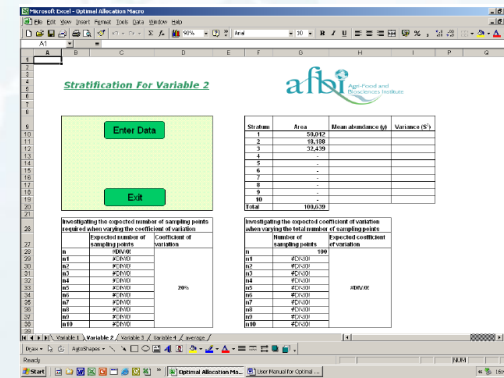 Microsoft Excel - Optimal Allocation Macro
File Edit View Insert Format Tools Data Window Help
90%
Arial
10
B I U
A1
A B C D E F G H I P Q
Stratification For Variable 2
afbi Agri-Food and
Biosciences Institute
Enter Data
Exit
Stratum Area Mean abundance (y) Variance (S²)
1
2
3 32,439
4 -
5 -
6 -
7 -
8 -
9 -
10 -
Total 100,639
Investigating the expected number of sampling points
required when varying the coefficient of variation
Expected number of Coefficient of
sampling points variation
n #DIV/0!
n1 #DIV/0!
n2 #DIV/0!
n3 #DIV/0!
n4 #DIV/0!
n5 #DIV/0! 20%
n6 #DIV/0!
n7 #DIV/0!
n8 #DIV/0!
n9 #DIV/0!
n10 #DIV/0!
Investigating the expected coefficient of variation
when varying the total number of sampling points
Number of Expected coefficient
sampling points of variation
n 100
n1 #DIV/0!
n2 #DIV/0!
n3 #DIV/0!
n4 #DIV/0!
n5 #DIV/0! #DIV/0!
n6 #DIV/0!
n7 #DIV/0!
n8 #DIV/0!
n9 #DIV/0!
n10 #DIV/0!
Variable 1 Variable 2 Variable 3 Variable 4 average
Draw AutoShapes
Ready NUM
Start Optimal Allocation Ma... User Manual for Optimal ...